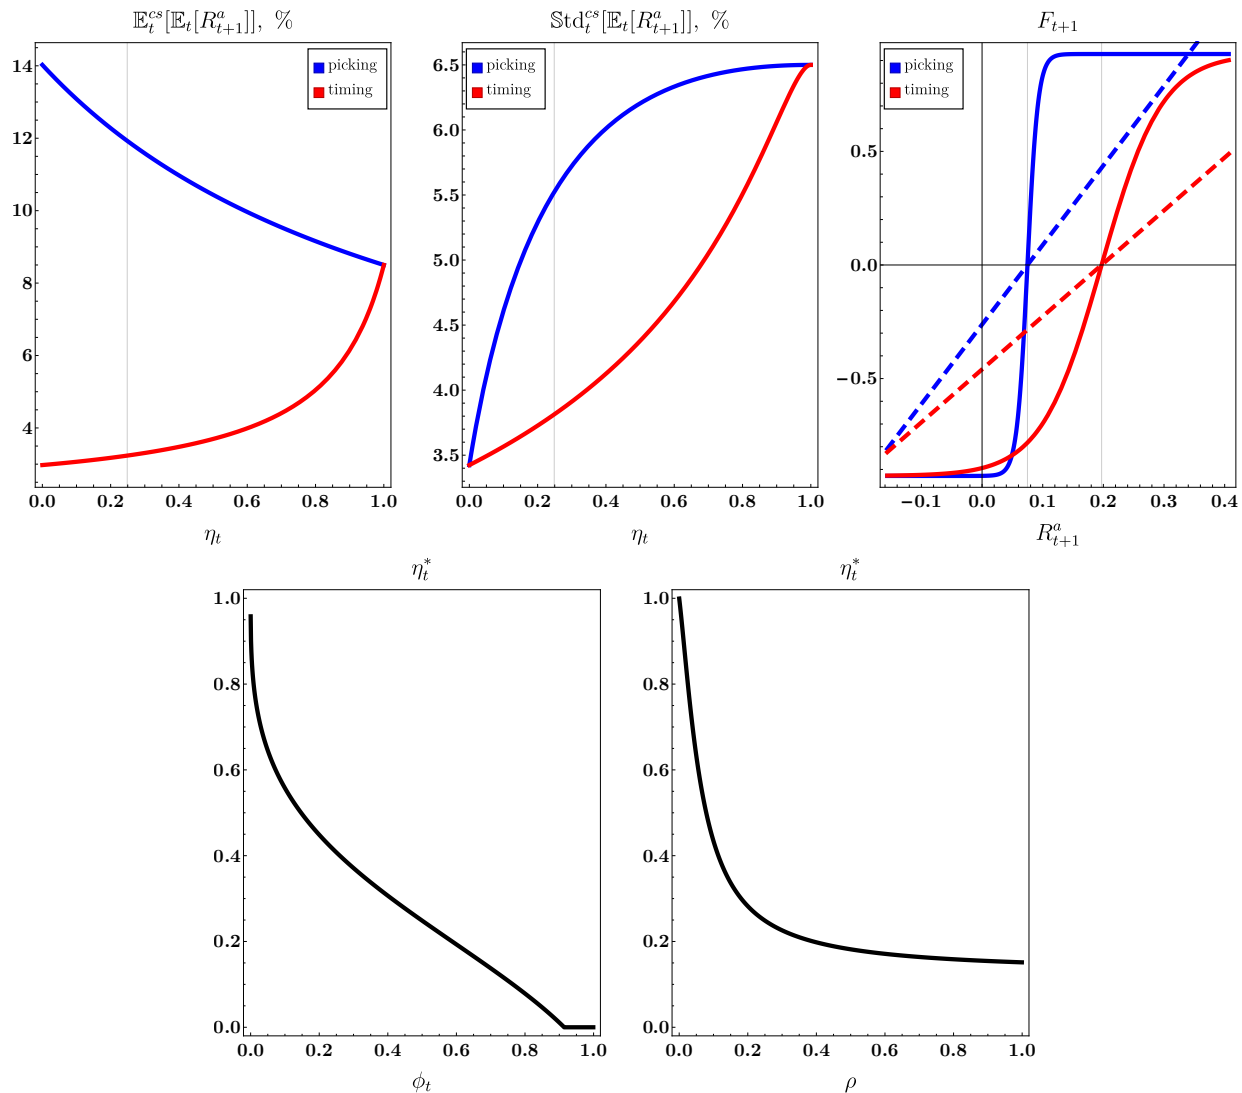 𝔼ₜᶜˢ[𝔼ₜ[Rᵃₜ₊₁]], %
14
12
10
8
6
4
0.0 0.2 0.4 0.6 0.8 1.0
ηₜ
picking
timing
𝕊tdₜᶜˢ[𝔼ₜ[Rᵃₜ₊₁]], %
6.5
6.0
5.5
5.0
4.5
4.0
3.5
0.0 0.2 0.4 0.6 0.8 1.0
ηₜ
picking
timing
Fₜ₊₁
0.5
0.0
−0.5
−0.1 0.0 0.1 0.2 0.3 0.4
Rᵃₜ₊₁
picking
timing
ηₜ*
1.0
0.8
0.6
0.4
0.2
0.0
0.0 0.2 0.4 0.6 0.8 1.0
ϕₜ
ηₜ*
1.0
0.8
0.6
0.4
0.2
0.0
0.0 0.2 0.4 0.6 0.8 1.0
ρ